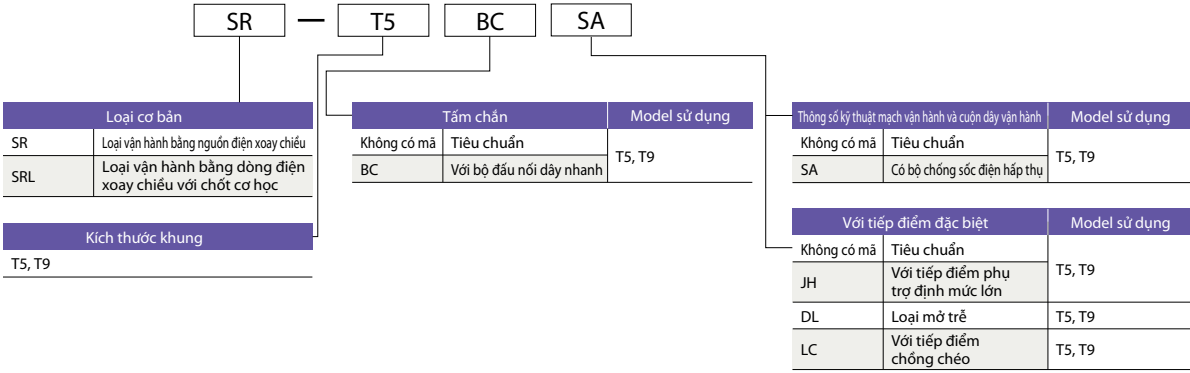 SR — T5 BC SA
Loại cơ bản
SR Loại vận hành bằng nguồn điện xoay chiều
SRL Loại vận hành bằng dòng điện
xoay chiều với chốt cơ học
Kích thước khung
T5, T9
Tấm chắn Model sử dụng
Không có mã Tiêu chuẩn
T5, T9
BC Với bộ đấu nối dây nhanh
Thông số kỹ thuật mạch vận hành và cuộn dây vận hành Model sử dụng
Không có mã Tiêu chuẩn
T5, T9
SA Có bộ chống sốc điện hấp thụ
Với tiếp điểm đặc biệt Model sử dụng
Không có mã Tiêu chuẩn
T5, T9
JH Với tiếp điểm phụ
trợ định mức lớn
DL Loại mở trễ T5, T9
LC Với tiếp điểm
chồng chéo T5, T9